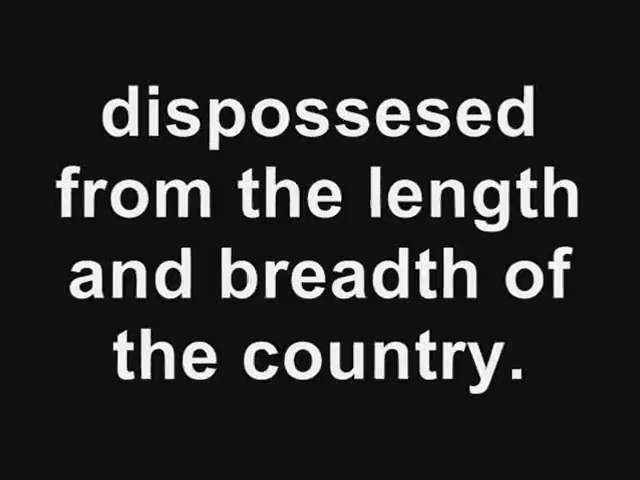 dispossesed
from the length
and breadth of
the country.